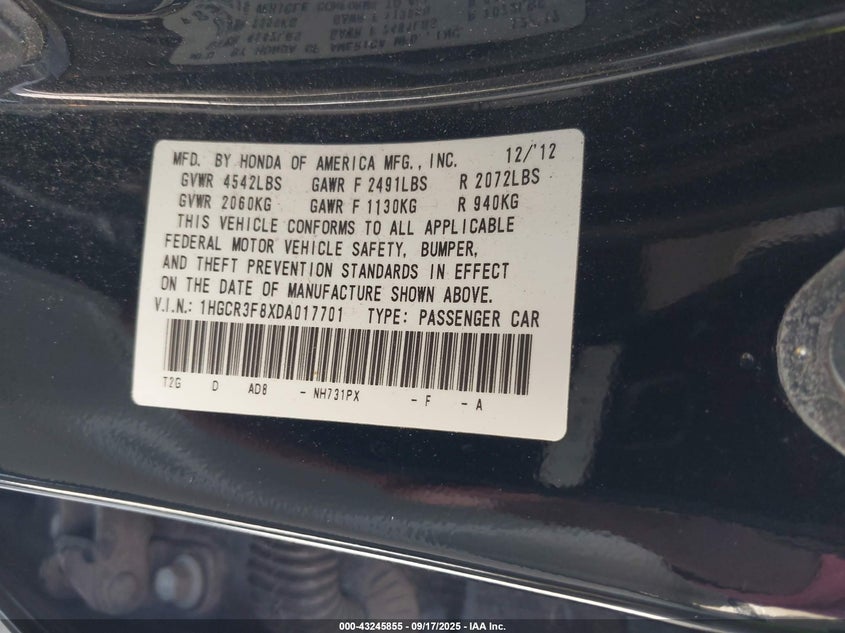 MFD. BY HONDA OF AMERICA MFG., INC. 12/'12
GVWR 4542LBS GAWR F 2491LBS R 2072LBS
GVWR 2060KG GAWR F 1130KG R 940KG
THIS VEHICLE CONFORMS TO ALL APPLICABLE
FEDERAL MOTOR VEHICLE SAFETY, BUMPER,
AND THEFT PREVENTION STANDARDS IN EFFECT
ON THE DATE OF MANUFACTURE SHOWN ABOVE.
V.I.N.: 1HGCR3F8XDA017701 TYPE: PASSENGER CAR
T2G D AD8 - NH731PX - F - A
000-43245855 - 09/17/2025 - IAA Inc.